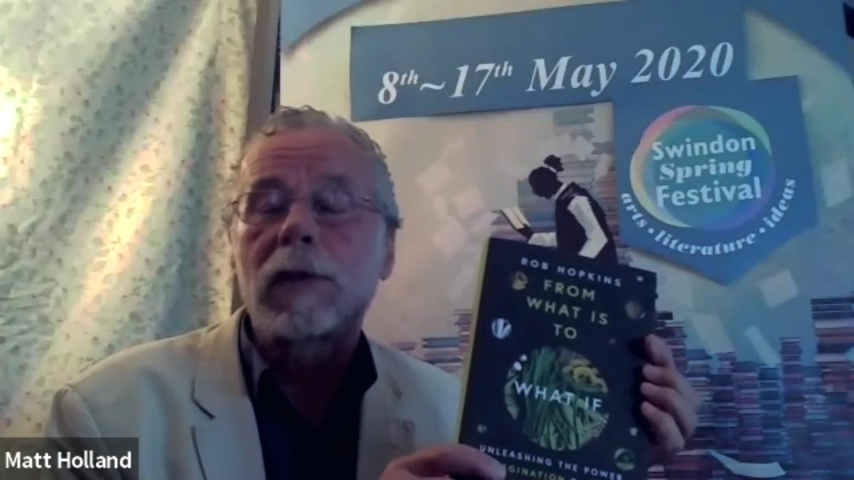 8th~17th May 2020
Swindon
Spring
Festival
arts • literature • ideas
ROB HOPKINS
FROM
WHAT IS
TO
WHAT IF
UNLEASHING THE POWER
IMAGINATION
Matt Holland